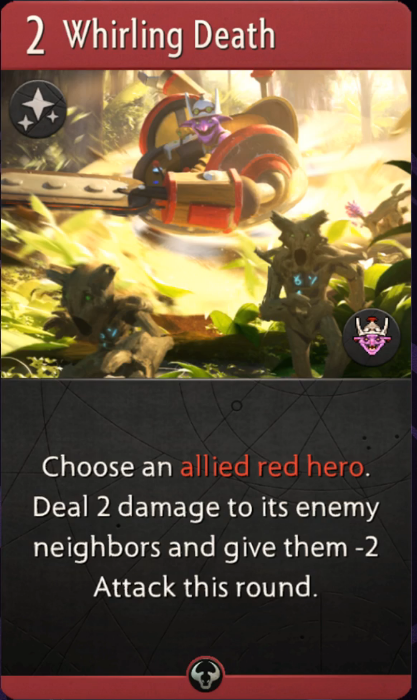 2 Whirling Death
Choose an allied red hero.
Deal 2 damage to its enemy
neighbors and give them -2
Attack this round.